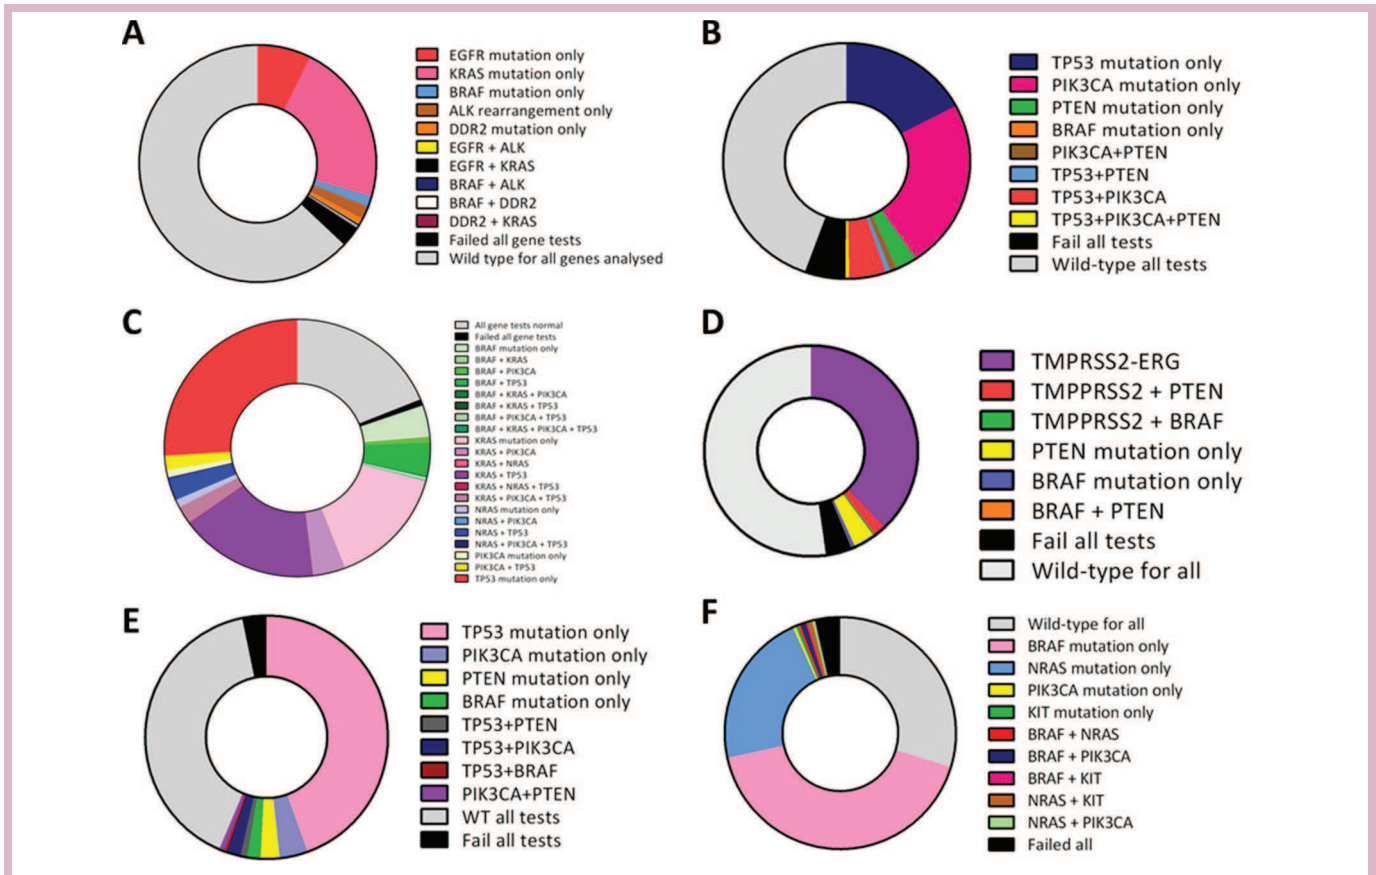 A
EGFR mutation only
KRAS mutation only
BRAF mutation only
ALK rearrangement only
DDR2 mutation only
EGFR + ALK
EGFR + KRAS
BRAF + ALK
BRAF + DDR2
DDR2 + KRAS
Failed all gene tests
Wild type for all genes analysed
B
TP53 mutation only
PIK3CA mutation only
PTEN mutation only
BRAF mutation only
PIK3CA+PTEN
TP53+PTEN
TP53+PIK3CA
TP53+PIK3CA+PTEN
Fail all tests
Wild-type all tests
C
All gene tests normal
Failed all gene tests
BRAF mutation only
BRAF + KRAS
BRAF + PIK3CA
BRAF + TP53
BRAF + KRAS + PIK3CA
BRAF + KRAS + TP53
BRAF + PIK3CA + TP53
BRAF + KRAS + PIK3CA + TP53
KRAS mutation only
KRAS + PIK3CA
KRAS + NRAS
KRAS + TP53
KRAS + NRAS + TP53
KRAS + PIK3CA + TP53
NRAS mutation only
NRAS + PIK3CA
NRAS + TP53
NRAS + PIK3CA + TP53
PIK3CA mutation only
PIK3CA + TP53
TP53 mutation only
D
TMPRSS2-ERG
TMPPRSS2 + PTEN
TMPPRSS2 + BRAF
PTEN mutation only
BRAF mutation only
BRAF + PTEN
Fail all tests
Wild-type for all
E
TP53 mutation only
PIK3CA mutation only
PTEN mutation only
BRAF mutation only
TP53+PTEN
TP53+PIK3CA
TP53+BRAF
PIK3CA+PTEN
WT all tests
Fail all tests
F
Wild-type for all
BRAF mutation only
NRAS mutation only
PIK3CA mutation only
KIT mutation only
BRAF + NRAS
BRAF + PIK3CA
BRAF + KIT
NRAS + KIT
NRAS + PIK3CA
Failed all